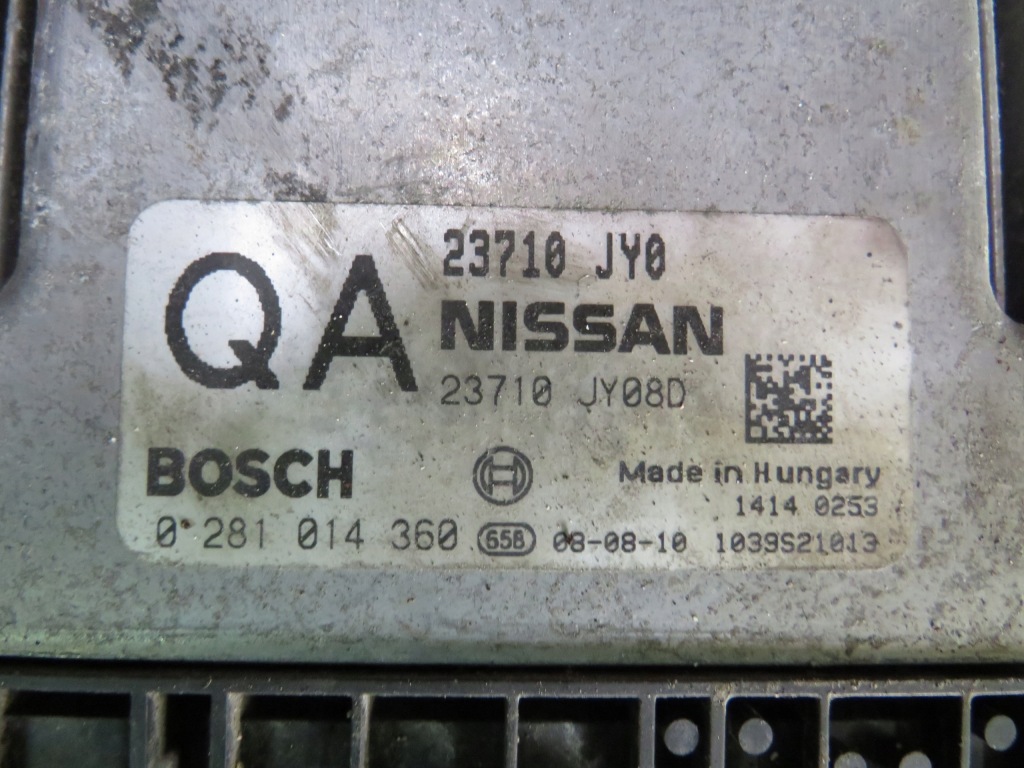 QA
23710 JY0
NISSAN
23710 JY08D
BOSCH
Made in Hungary
1414 0253
0 281 014 360 658 08-08-10 1039S21013